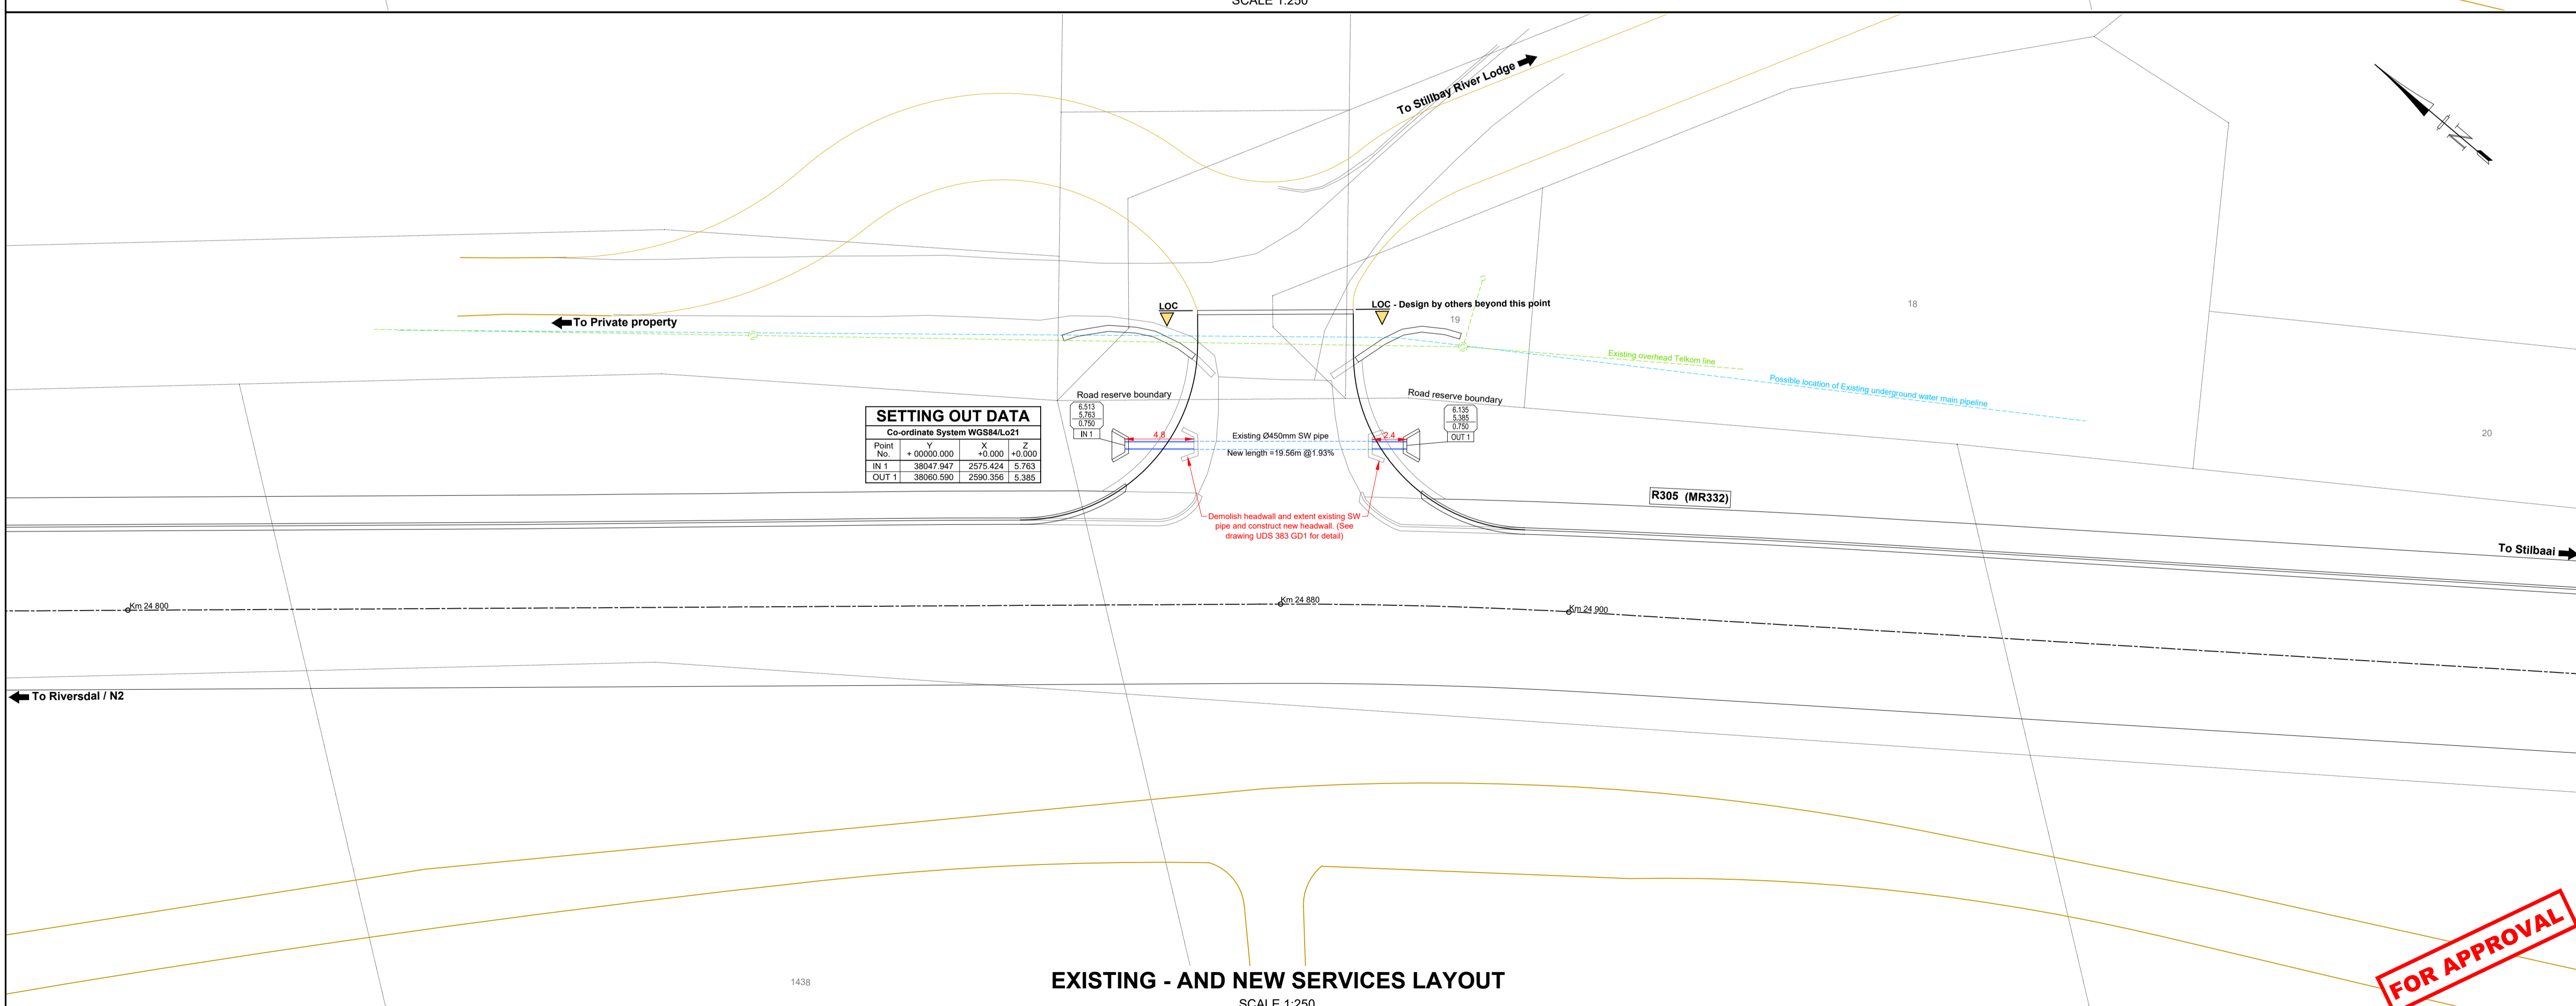 SCALE 1:250
To Stillbay River Lodge
N
LOC
LOC - Design by others beyond this point
19
18
To Private property
Existing overhead Telkom line
Possible location of Existing underground water main pipeline
Road reserve boundary
Road reserve boundary
6.513
5.763
0.750
IN 1
6.135
5.385
0.750
OUT 1
20
SETTING OUT DATA
Co-ordinate System WGS84/Lo21
Point No. Y + 00000.000 X +0.000 Z +0.000
IN 1 38047.947 2575.424 5.763
OUT 1 38060.590 2590.356 5.385
4.8
Existing Ø450mm SW pipe
2.4
New length =19.56m @1.93%
R305 (MR332)
Demolish headwall and extent existing SW
pipe and construct new headwall. (See
drawing UDS 383 GD1 for detail)
To Stilbaai
Km 24 800
Km 24 880
Km 24 900
To Riversdal / N2
FOR APPROVAL
1438
EXISTING - AND NEW SERVICES LAYOUT
SCALE 1:250